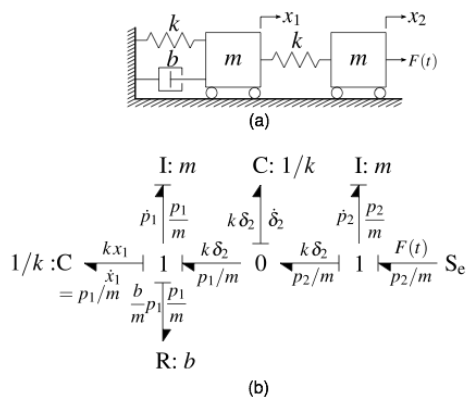 k
x₁
x₂
b
m
k
m
F(t)
(a)
I: m
C: 1/k
I: m
ṗ₁ p₁/m
kδ₂ δ̇₂
ṗ₂ p₂/m
1/k :C
kx₁
ẋ₁
= p₁/m
1
kδ₂
p₁/m
0
kδ₂
p₂/m
1
F(t)
p₂/m
Sₑ
b/m p₁ p₁/m
R: b
(b)